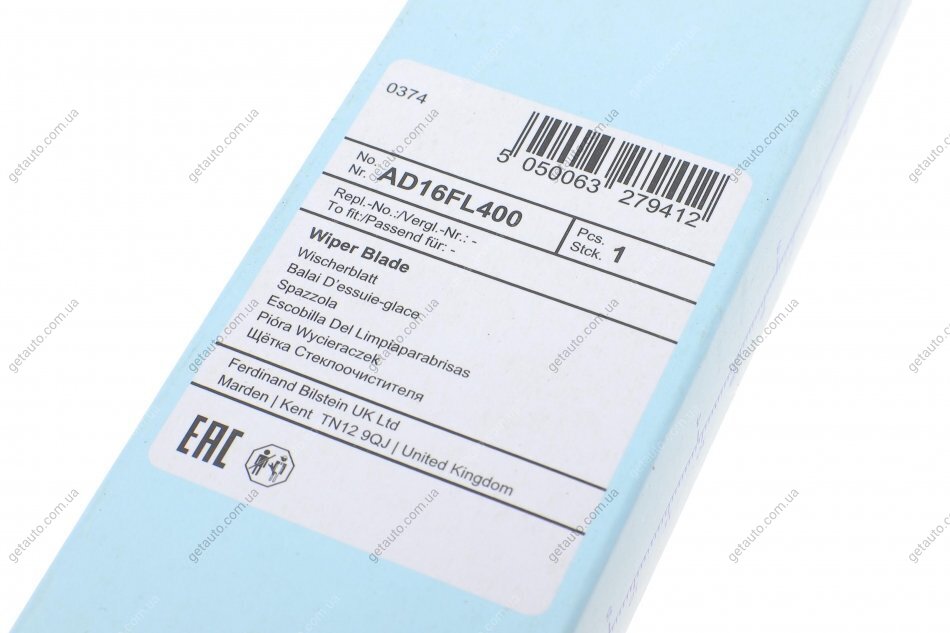 0374
5 050063 279412
No.
Nr. AD16FL400
Pcs.
Stck. 1
Repl.-No.:/Vergl.-Nr.: -
To fit:/Passend für: -
Wiper Blade
Wischerblatt
Balai D'essuie-glace
Spazzola
Escobilla Del Limpiaparabrisas
Pióra Wycieraczek
Щётка Стеклоочистителя
Ferdinand Bilstein UK Ltd
Marden | Kent TN12 9QJ | United Kingdom
EAC
getauto.com.ua